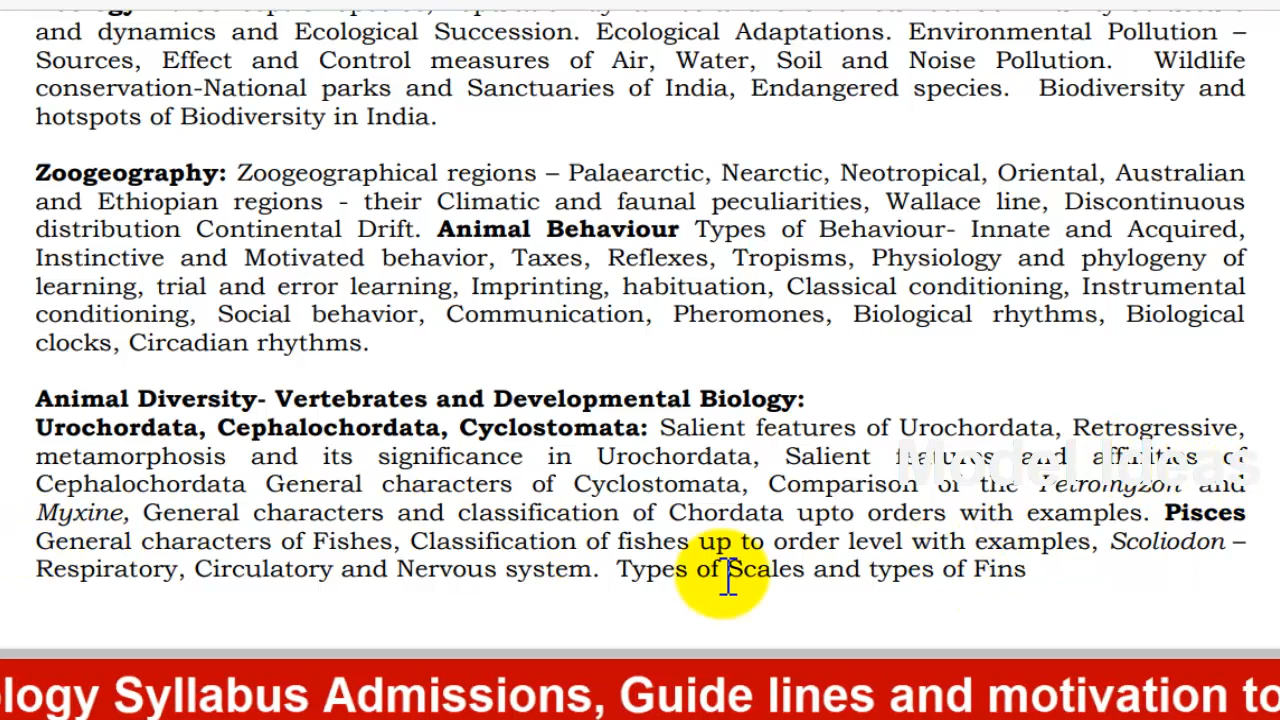 and dynamics and Ecological Succession. Ecological Adaptations. Environmental Pollution –
Sources, Effect and Control measures of Air, Water, Soil and Noise Pollution. Wildlife
conservation-National parks and Sanctuaries of India, Endangered species. Biodiversity and
hotspots of Biodiversity in India.
Zoogeography: Zoogeographical regions – Palaearctic, Nearctic, Neotropical, Oriental, Australian
and Ethiopian regions - their Climatic and faunal peculiarities, Wallace line, Discontinuous
distribution Continental Drift. Animal Behaviour Types of Behaviour- Innate and Acquired,
Instinctive and Motivated behavior, Taxes, Reflexes, Tropisms, Physiology and phylogeny of
learning, trial and error learning, Imprinting, habituation, Classical conditioning, Instrumental
conditioning, Social behavior, Communication, Pheromones, Biological rhythms, Biological
clocks, Circadian rhythms.
Animal Diversity- Vertebrates and Developmental Biology:
Urochordata, Cephalochordata, Cyclostomata: Salient features of Urochordata, Retrogressive,
metamorphosis and its significance in Urochordata, Salient features and affinities of
Cephalochordata General characters of Cyclostomata, Comparison of the Petromyzon and
Myxine, General characters and classification of Chordata upto orders with examples. Pisces
General characters of Fishes, Classification of fishes up to order level with examples, Scoliodon –
Respiratory, Circulatory and Nervous system. Types of Scales and types of Fins
Model Ideas
ology Syllabus Admissions, Guide lines and motivation to